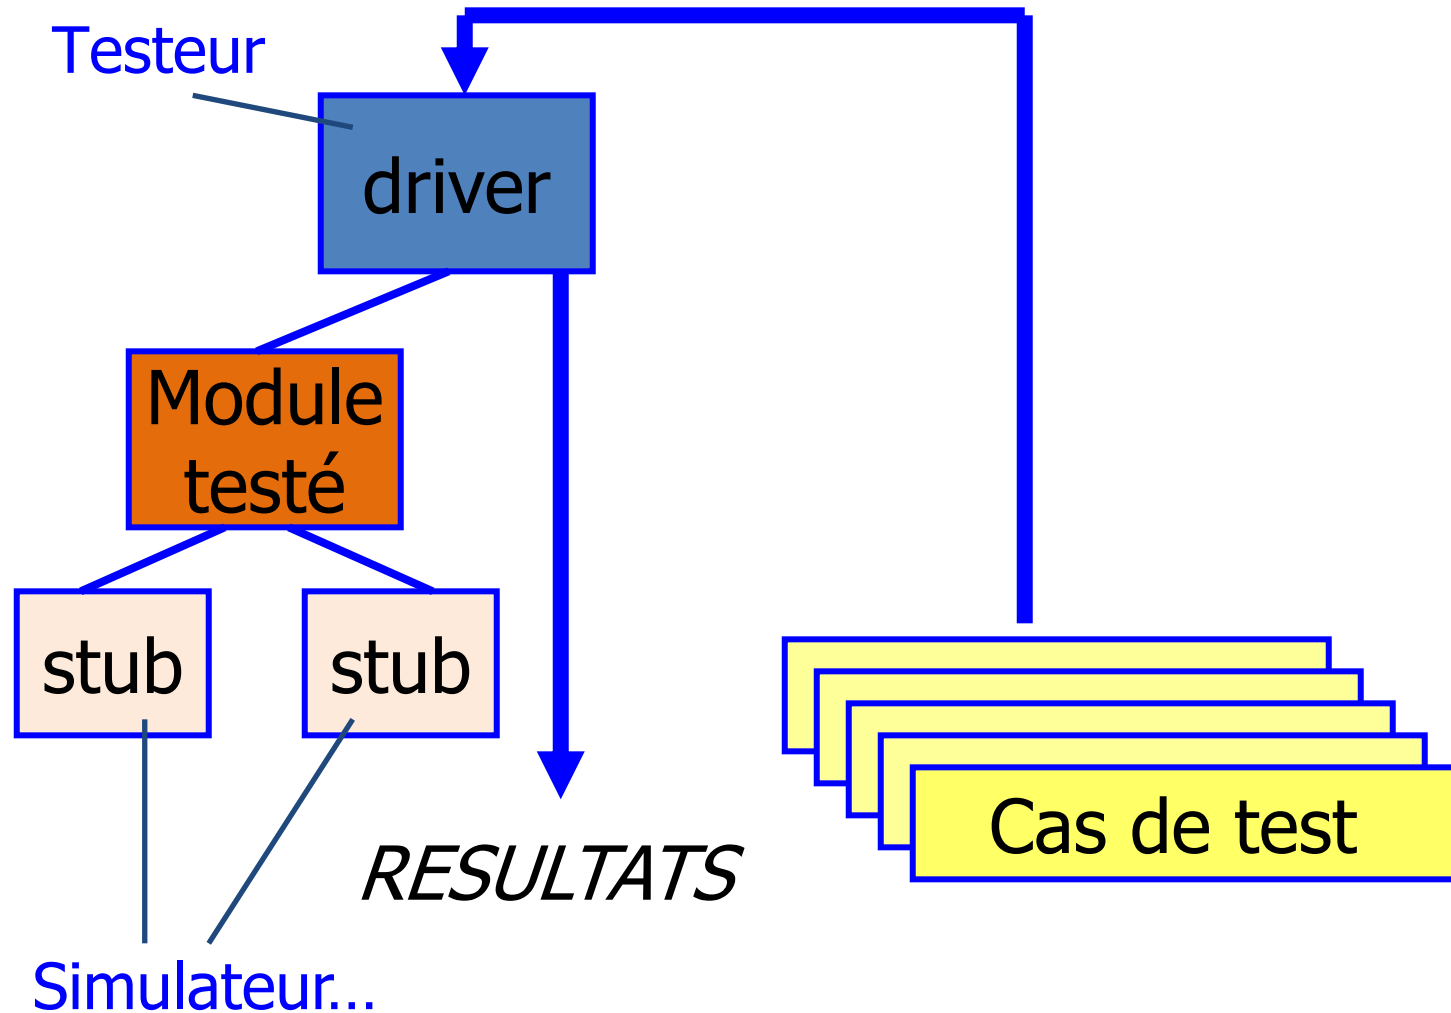 Testeur
driver
Module
testé
stub
stub
Cas de test
RESULTATS
Simulateur...